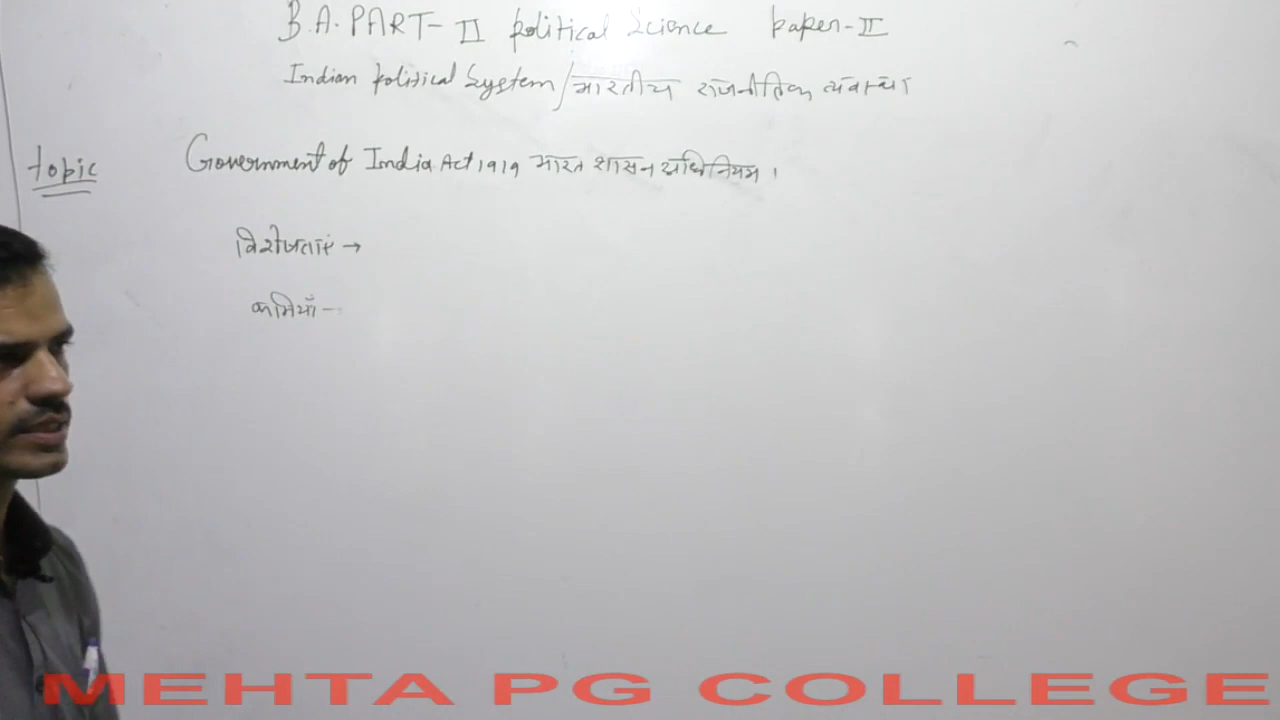 B.A. PART-II Political Science Paper-II
Indian Political System/भारतीय राजनीतिक व्यवस्था
topic Government of India Act 1919 भारत शासन अधिनियम ।
विशेषताएं →
कमियाँ -
MEHTA PG COLLEGE